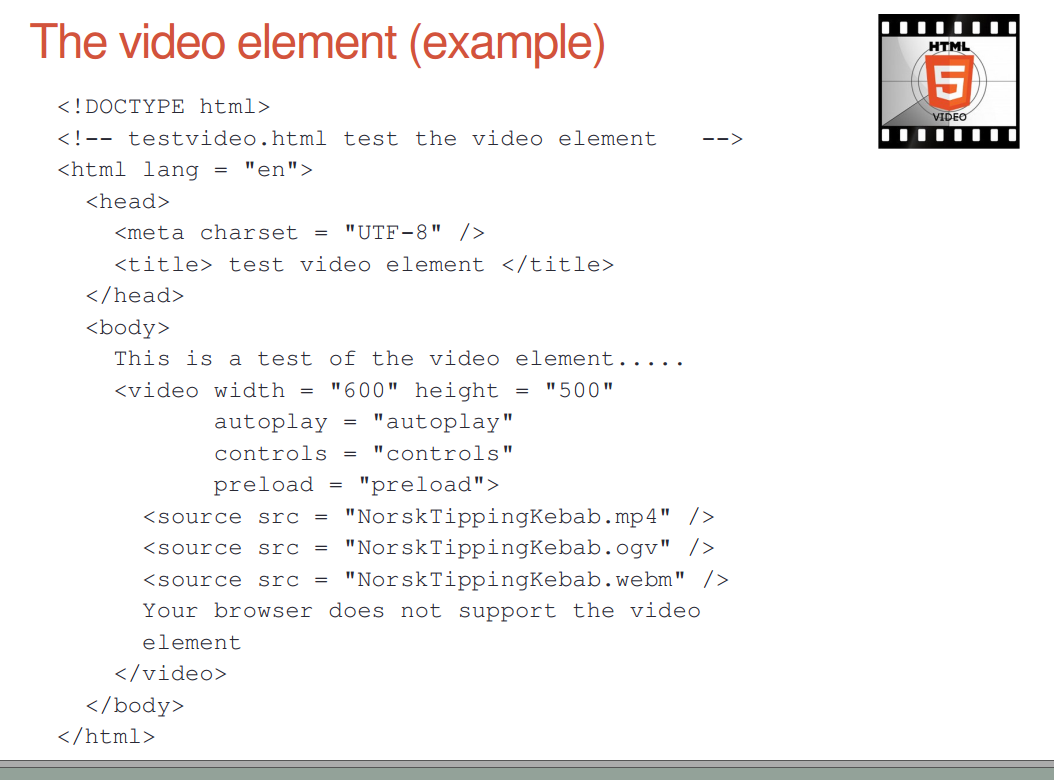 The video element (example)
HTML
5
VIDEO
<!DOCTYPE html>
<!-- testvideo.html test the video element   -->
<html lang = "en">
  <head>
    <meta charset = "UTF-8" />
    <title> test video element </title>
  </head>
  <body>
    This is a test of the video element.....
    <video width = "600" height = "500"
           autoplay = "autoplay"
           controls = "controls"
           preload = "preload">
      <source src = "NorskTippingKebab.mp4" />
      <source src = "NorskTippingKebab.ogv" />
      <source src = "NorskTippingKebab.webm" />
      Your browser does not support the video
      element
    </video>
  </body>
</html>